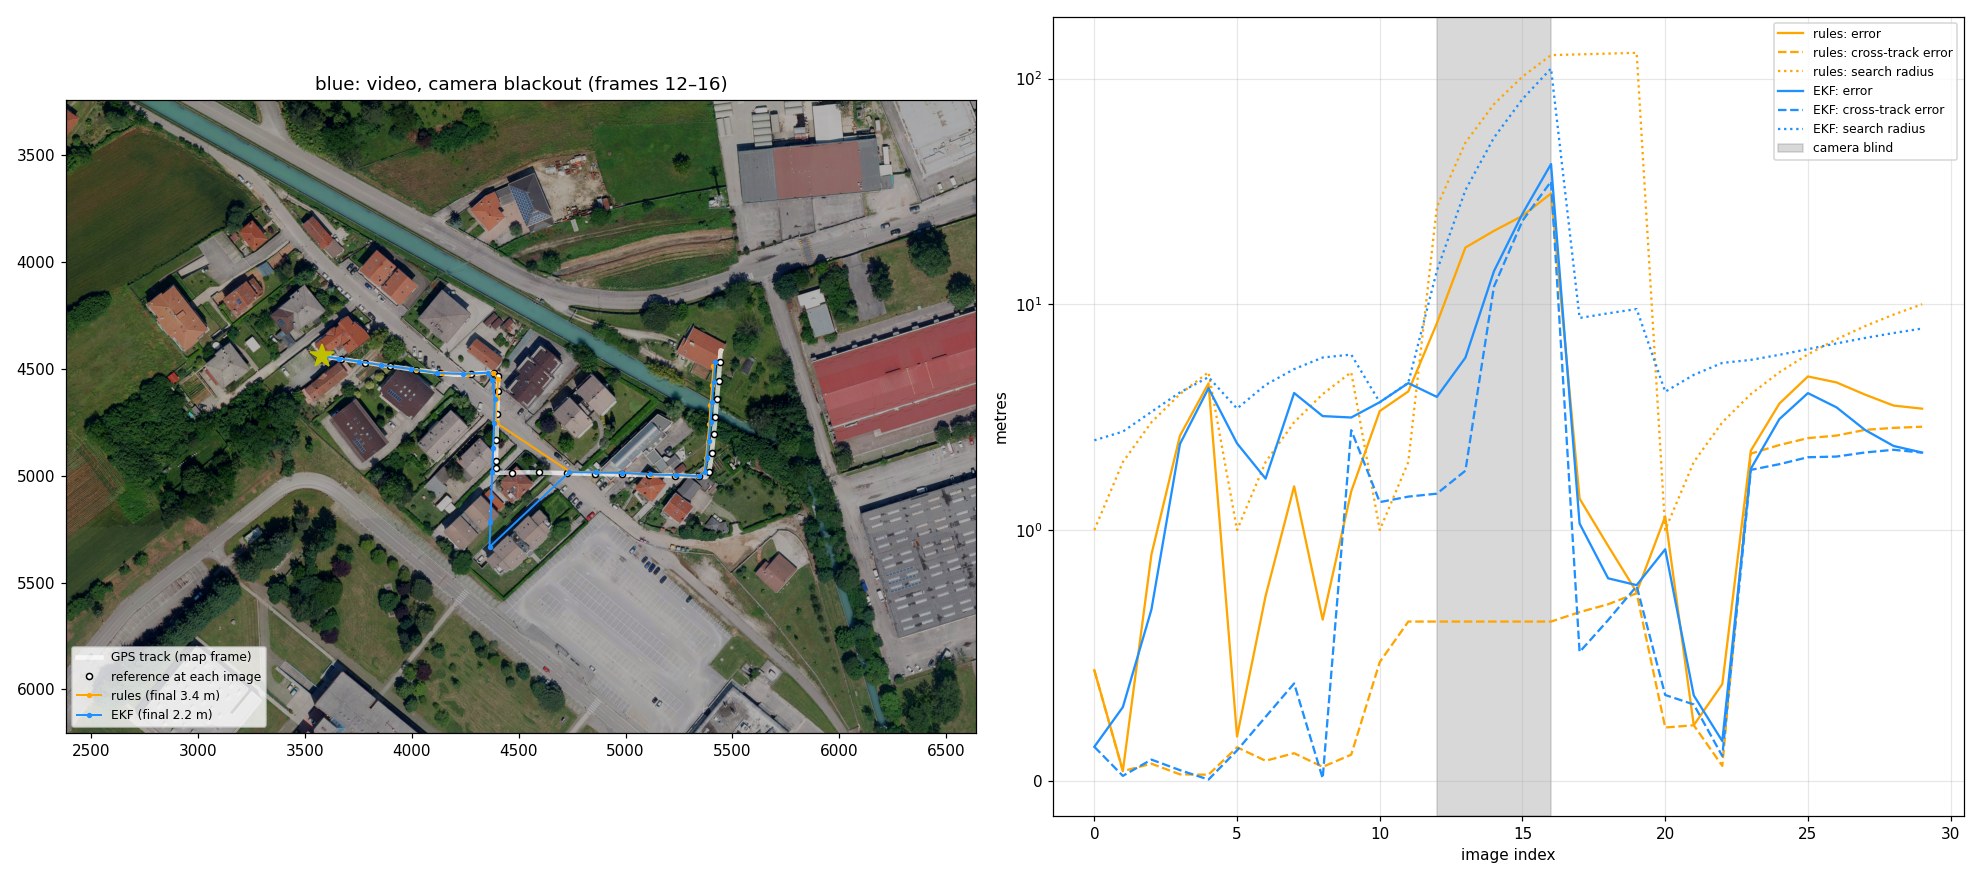 blue: video, camera blackout (frames 12–16)
3500
4000
4500
5000
5500
6000
2500
3000
3500
4000
4500
5000
5500
6000
6500
GPS track (map frame)
reference at each image
rules (final 3.4 m)
EKF (final 2.2 m)
metres
10²
10¹
10⁰
0
0
5
10
15
20
25
30
image index
rules: error
rules: cross-track error
rules: search radius
EKF: error
EKF: cross-track error
EKF: search radius
camera blind